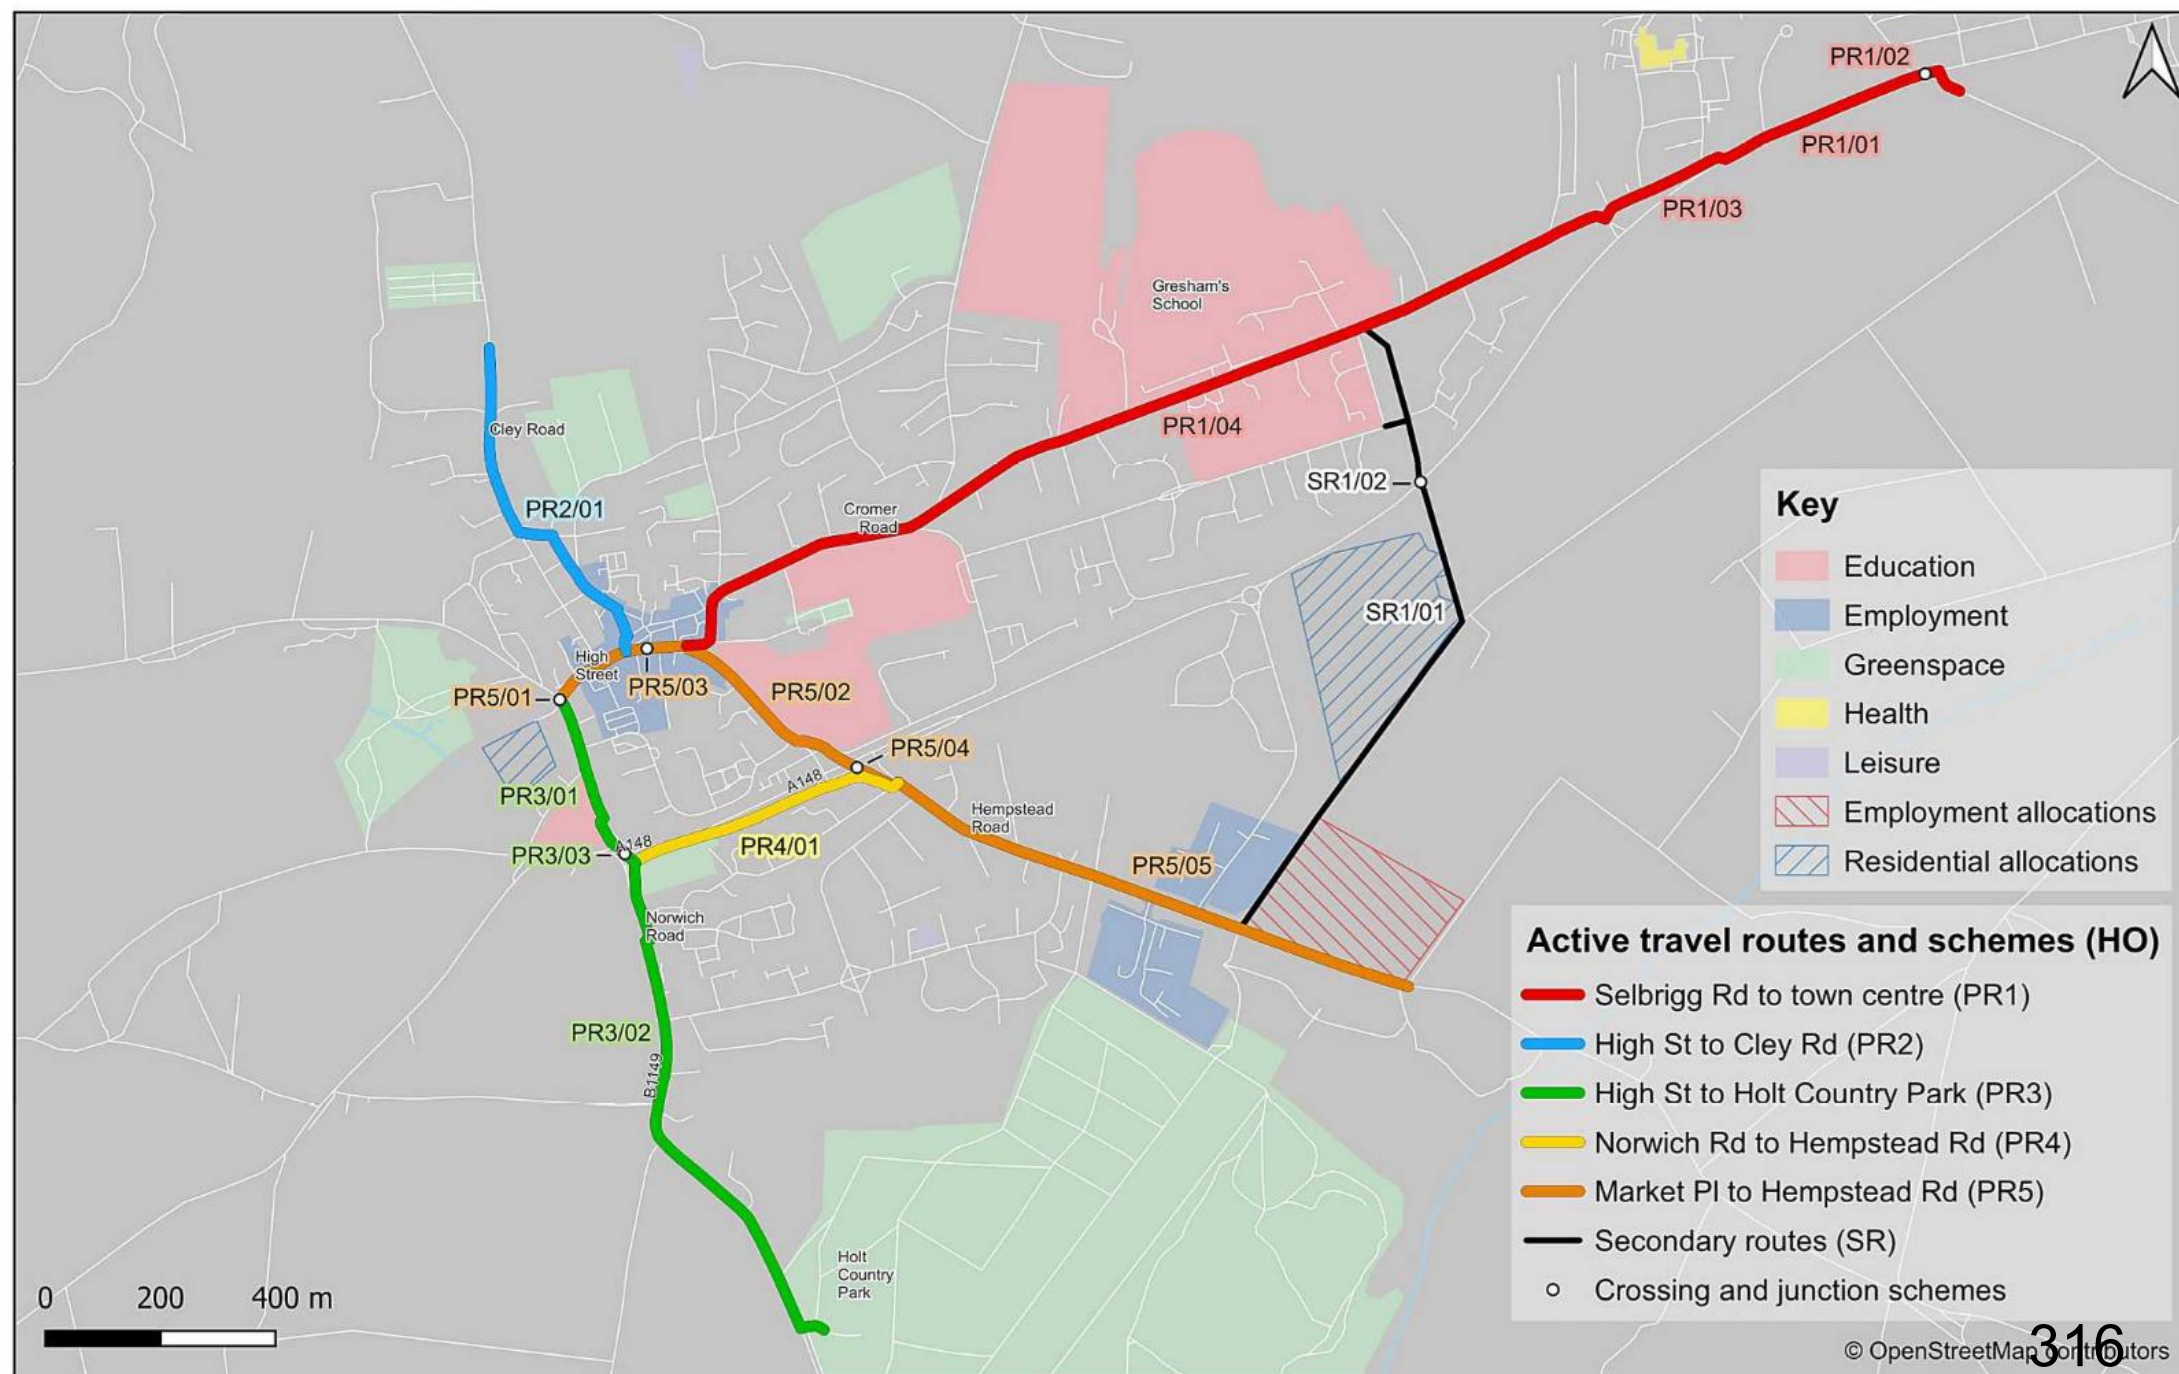 PR1/02
PR1/01
PR1/03
Gresham's
School
PR1/04
Cley Road
SR1/02
PR2/01
Cromer
Road
SR1/01
High
Street
PR5/01
PR5/03
PR5/02
PR5/04
A148
PR3/01
Hempstead
Road
A148
PR4/01
PR3/03
PR5/05
Norwich
Road
PR3/02
B1149
Holt
Country
Park
0 200 400 m
Key
Education
Employment
Greenspace
Health
Leisure
Employment allocations
Residential allocations
Active travel routes and schemes (HO)
Selbrigg Rd to town centre (PR1)
High St to Cley Rd (PR2)
High St to Holt Country Park (PR3)
Norwich Rd to Hempstead Rd (PR4)
Market Pl to Hempstead Rd (PR5)
Secondary routes (SR)
Crossing and junction schemes
© OpenStreetMap contributors
316